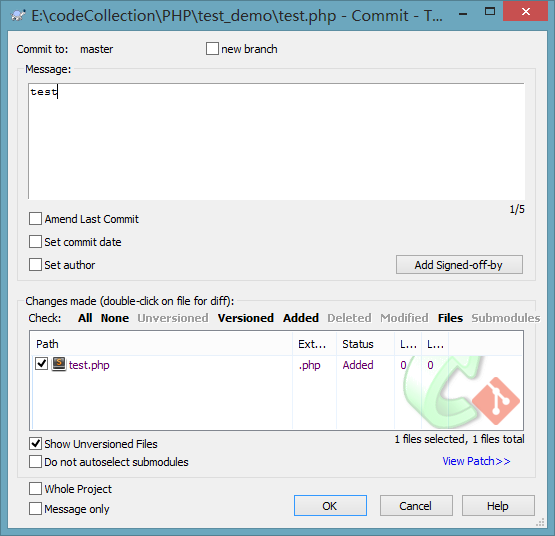 E:\codeCollection\PHP\test_demo\test.php - Commit - T...
Commit to: master new branch
Message:
test
1/5
Amend Last Commit
Set commit date
Set author
Add Signed-off-by
Changes made (double-click on file for diff):
Check: All None Unversioned Versioned Added Deleted Modified Files Submodules
Path Ext... Status L... L...
test.php .php Added 0 0
Show Unversioned Files
1 files selected, 1 files total
Do not autoselect submodules
View Patch>>
Whole Project
Message only
OK Cancel Help